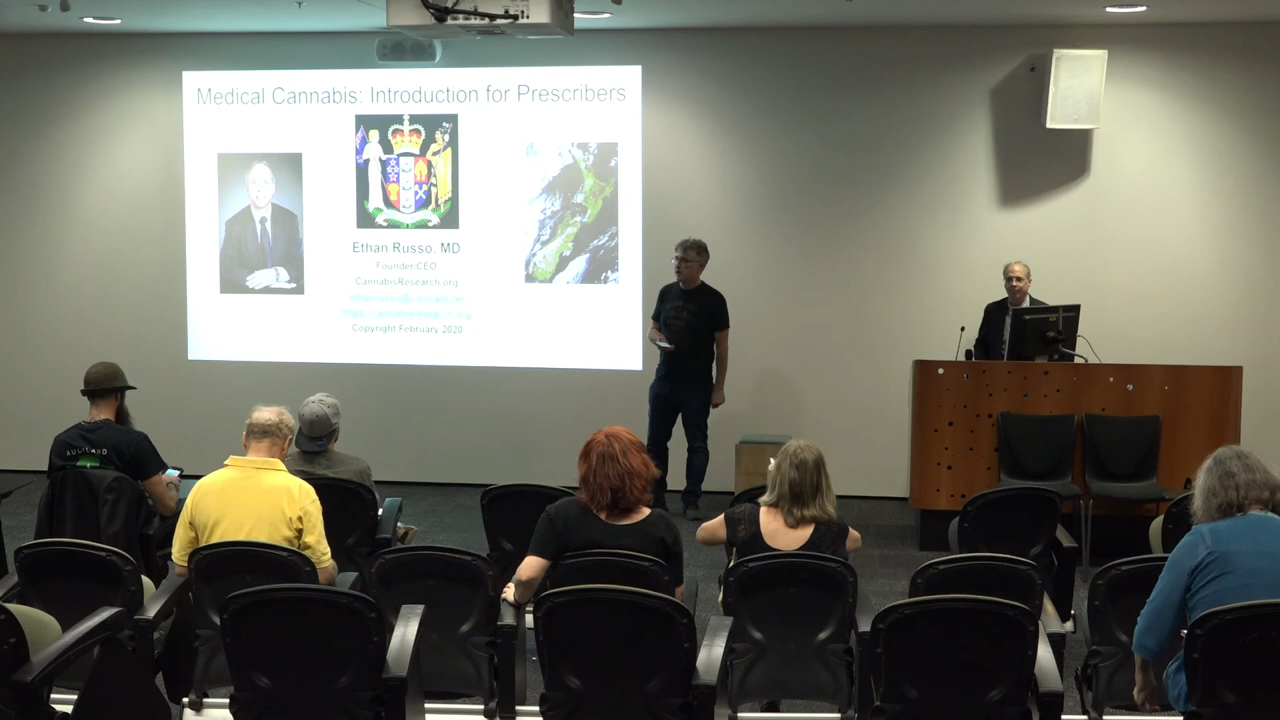 Medical Cannabis: Introduction for Prescribers
Ethan Russo, MD
Founder/CEO
CannabisResearch.org
Copyright February 2020
AUCKLAND